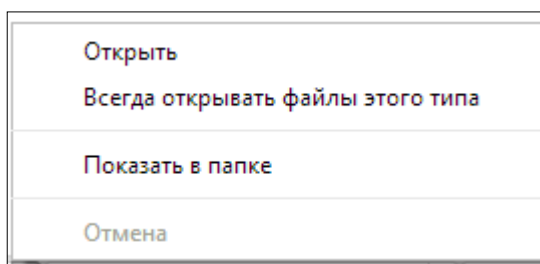 Открыть
Всегда открывать файлы этого типа
Показать в папке
Отмена